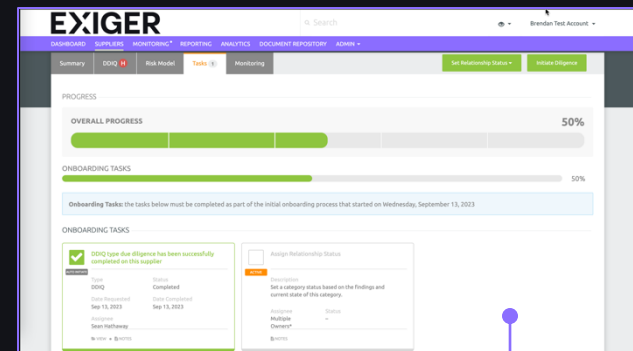 EXIGER
Search
Brendan Test Account
DASHBOARD SUPPLIERS MONITORING REPORTING ANALYTICS DOCUMENT REPOSITORY ADMIN
Summary DDIQ H Risk Model Tasks 1 Monitoring Set Relationship Status Initiate Diligence
PROGRESS
OVERALL PROGRESS 50%
ONBOARDING TASKS
50%
Onboarding Tasks: the tasks below must be completed as part of the initial onboarding process that started on Wednesday, September 13, 2023
ONBOARDING TASKS
DDIQ type due diligence has been successfully
completed on this supplier
Type Status
DDIQ Completed
Date Requested Date Completed
Sep 13, 2023 Sep 13, 2023
Assignee
Sean Hathaway
VIEW NOTES
Assign Relationship Status
ACTIVE
Description
Set a category status based on the findings and
current state of this category.
Assignee Status
Multiple –
Owners*
NOTES